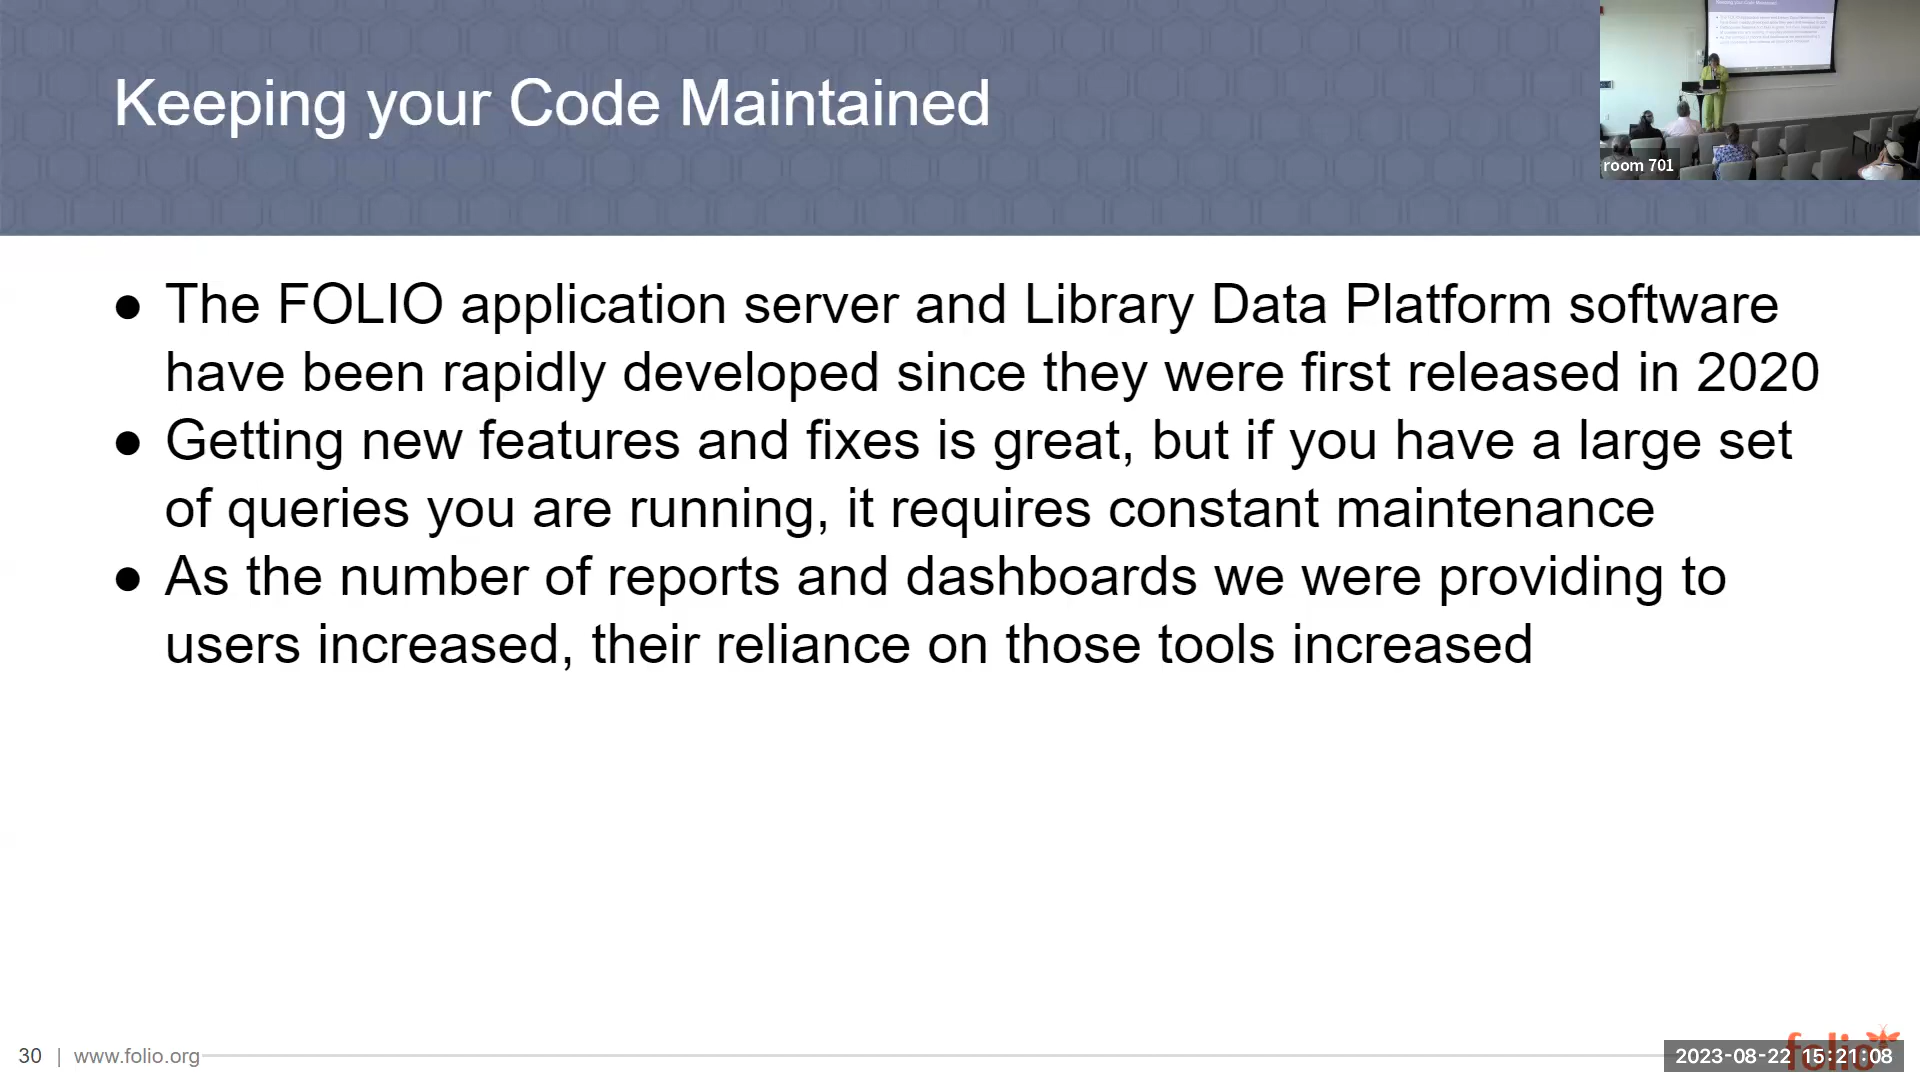 Keeping your Code Maintained
room 701
● The FOLIO application server and Library Data Platform software
have been rapidly developed since they were first released in 2020
● Getting new features and fixes is great, but if you have a large set
of queries you are running, it requires constant maintenance
● As the number of reports and dashboards we were providing to
users increased, their reliance on those tools increased
30 | www.folio.org
folio
2023-08-22 15:21:08